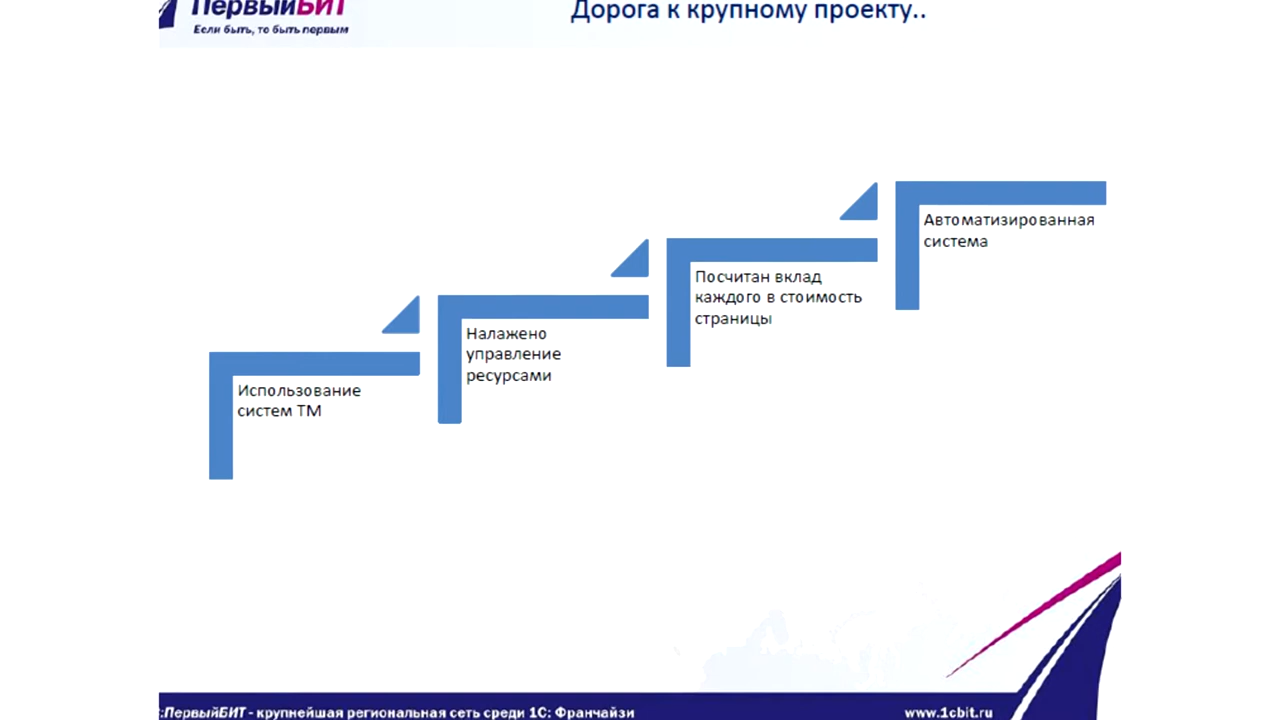 ПервыйБИТ
Дорога к крупному проекту..
Если быть, то быть первым
Автоматизированная
система
Посчитан вклад
каждого в стоимость
страницы
Налажено
управление
ресурсами
Использование
систем ТМ
:ПервыйБИТ - крупнейшая региональная сеть среди 1С: Франчайзи
www.1cbit.ru